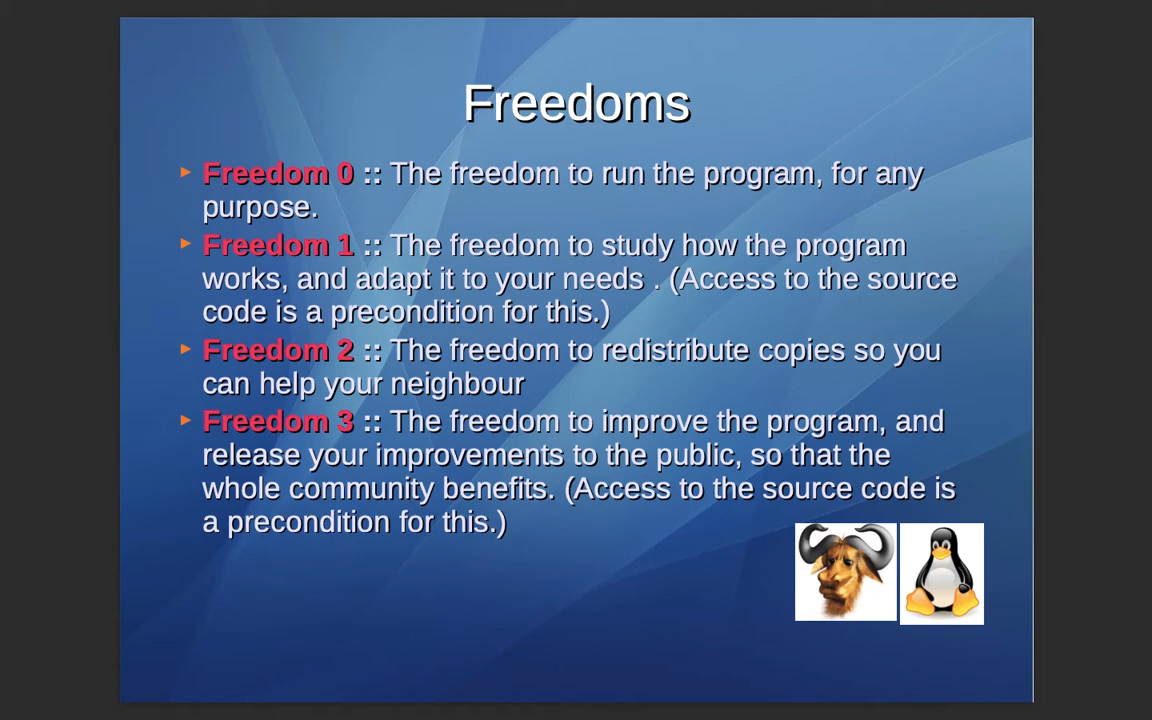 Freedoms
Freedom 0 :: The freedom to run the program, for any
purpose.
Freedom 1 :: The freedom to study how the program
works, and adapt it to your needs . (Access to the source
code is a precondition for this.)
Freedom 2 :: The freedom to redistribute copies so you
can help your neighbour
Freedom 3 :: The freedom to improve the program, and
release your improvements to the public, so that the
whole community benefits. (Access to the source code is
a precondition for this.)